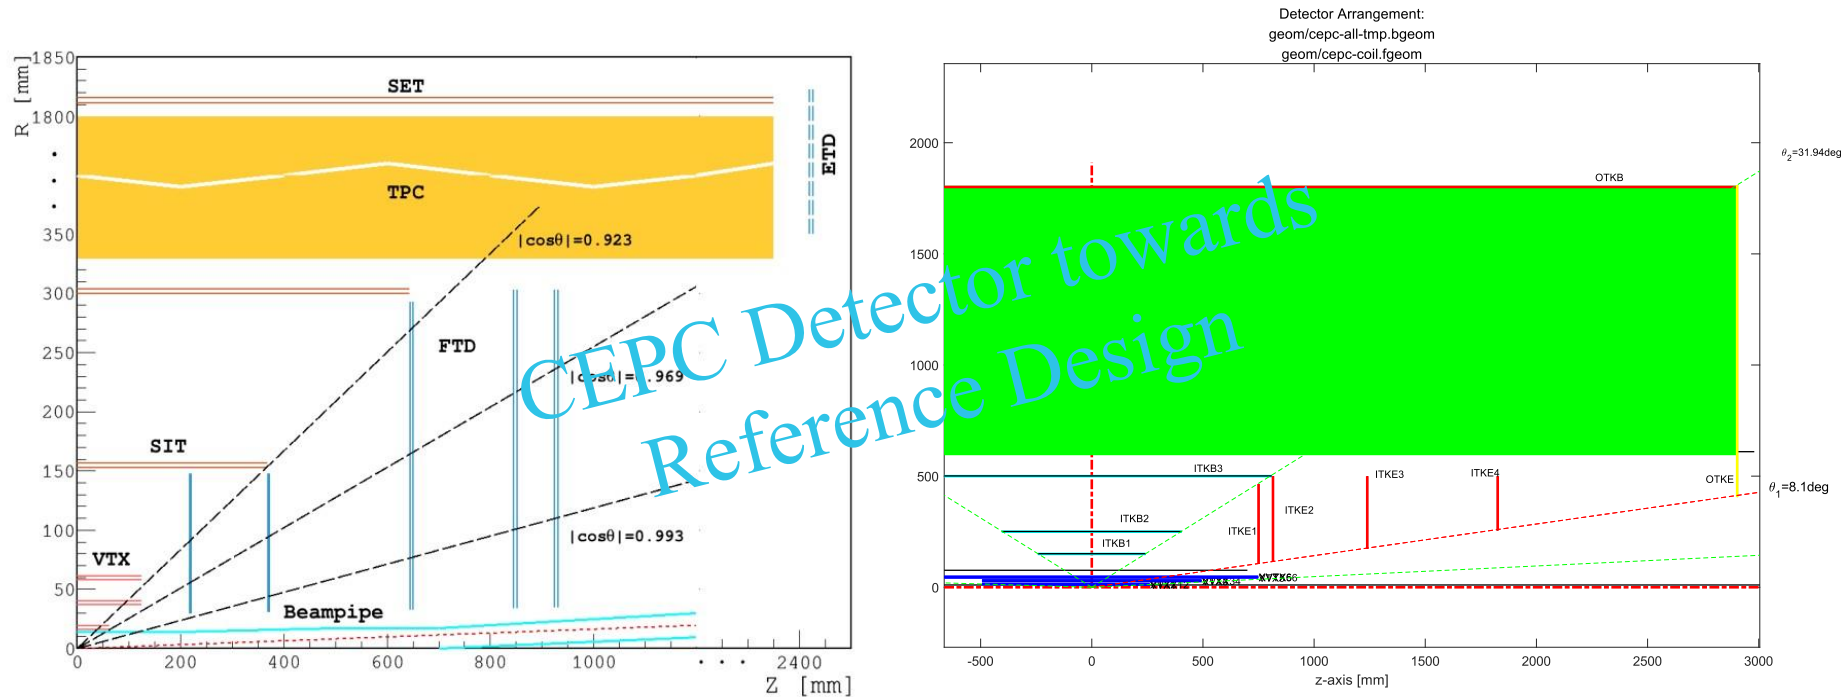 Detector Arrangement:
geom/cepc-all-tmp.bgeom
geom/cepc-coil.fgeom
R [mm]
1850
1800
350
300
250
200
150
100
50
0
SET
TPC
ETD
|cosθ|=0.923
FTD
|cosθ|=0.969
SIT
|cosθ|=0.993
VTX
Beampipe
0 200 400 600 800 1000 2400
Z [mm]
CEPC Detector towards
Reference Design
2000
1500
1000
500
0
θ2=31.94deg
OTKB
ITKB3
ITKE3
ITKE4
OTKE
θ1=8.1deg
ITKE2
ITKB2
ITKE1
ITKB1
-500 0 500 1000 1500 2000 2500 3000
z-axis [mm]